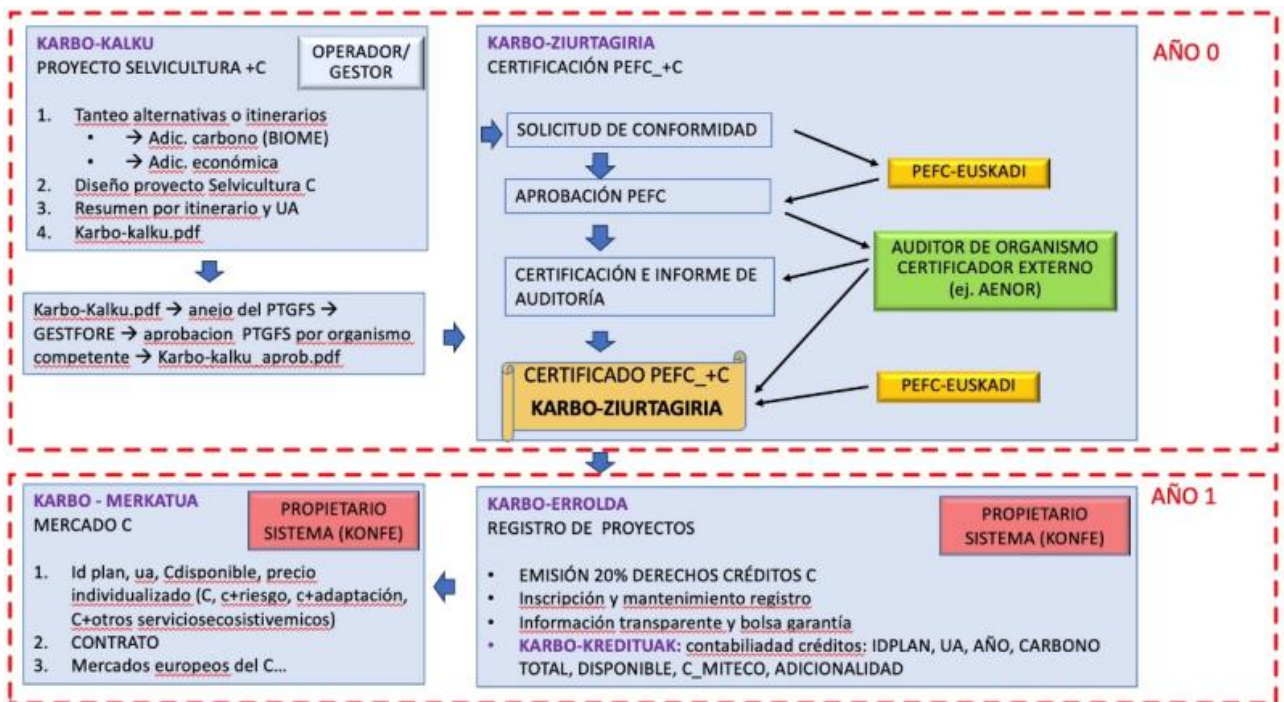 KARBO-KALKU
PROYECTO SELVICULTURA +C
OPERADOR/
GESTOR
1. Tanteo alternativas o itinerarios
• → Adic. carbono (BIOME)
• → Adic. económica
2. Diseño proyecto Selvicultura C
3. Resumen por itinerario y UA
4. Karbo-kalku.pdf
Karbo-Kalku.pdf → anejo del PTGFS →
GESTFORE → aprobacion PTGFS por organismo
competente → Karbo-kalku_aprob.pdf
KARBO-ZIURTAGIRIA
CERTIFICACIÓN PEFC_+C
SOLICITUD DE CONFORMIDAD
APROBACIÓN PEFC
CERTIFICACIÓN E INFORME DE
AUDITORÍA
CERTIFICADO PEFC_+C
KARBO-ZIURTAGIRIA
PEFC-EUSKADI
AUDITOR DE ORGANISMO
CERTIFICADOR EXTERNO
(ej. AENOR)
PEFC-EUSKADI
AÑO 0
KARBO - MERKATUA
MERCADO C
PROPIETARIO
SISTEMA (KONFE)
1. Id plan, ua, Cdisponible, precio
individualizado (C, c+riesgo, c+adaptación,
C+otros serviciosecosistivemicos)
2. CONTRATO
3. Mercados europeos del C...
KARBO-ERROLDA
REGISTRO DE PROYECTOS
PROPIETARIO
SISTEMA (KONFE)
• EMISIÓN 20% DERECHOS CRÉDITOS C
• Inscripción y mantenimiento registro
• Información transparente y bolsa garantía
• KARBO-KREDITUAK: contabiliadad créditos: IDPLAN, UA, AÑO, CARBONO
TOTAL, DISPONIBLE, C_MITECO, ADICIONALIDAD
AÑO 1